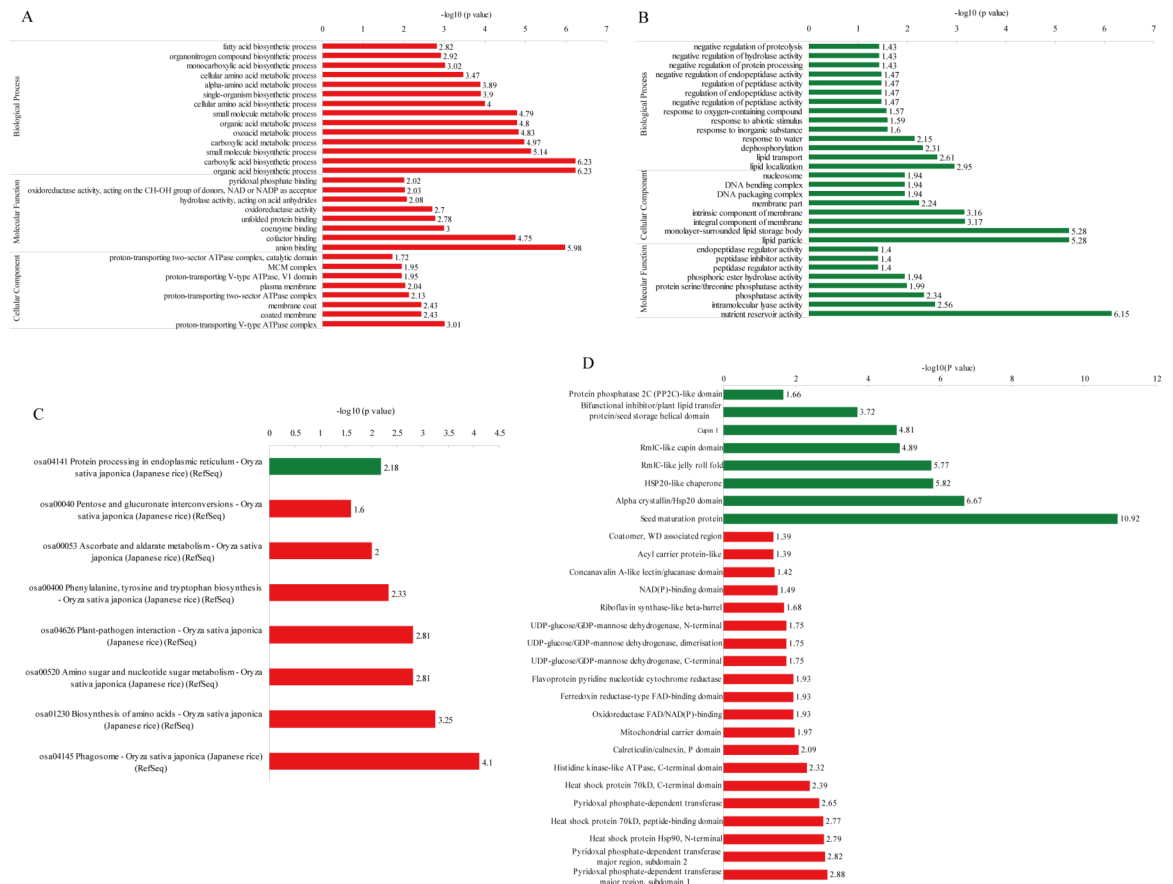 A
-log10 (p value)
0 1 2 3 4 5 6 7
Biological Process
fatty acid biosynthetic process 2.82
organonitrogen compound biosynthetic process 2.92
monocarboxylic acid biosynthetic process 3.02
cellular amino acid metabolic process 3.47
alpha-amino acid metabolic process 3.89
single-organism biosynthetic process 3.9
cellular amino acid biosynthetic process 4
small molecule metabolic process 4.79
organic acid metabolic process 4.8
oxoacid metabolic process 4.83
carboxylic acid metabolic process 4.97
small molecule biosynthetic process 5.14
carboxylic acid biosynthetic process 6.23
organic acid biosynthetic process 6.23
Molecular Function
pyridoxal phosphate binding 2.02
oxidoreductase activity, acting on the CH-OH group of donors, NAD or NADP as acceptor 2.03
hydrolase activity, acting on acid anhydrides 2.08
oxidoreductase activity 2.7
unfolded protein binding 2.78
coenzyme binding 3
cofactor binding 4.75
anion binding 5.98
Cellular Component
proton-transporting two-sector ATPase complex, catalytic domain 1.72
MCM complex 1.95
proton-transporting V-type ATPase, V1 domain 1.95
plasma membrane 2.04
proton-transporting two-sector ATPase complex 2.13
membrane coat 2.43
coated membrane 2.43
proton-transporting V-type ATPase complex 3.01
B
-log10 (p value)
0 1 2 3 4 5 6 7
Biological Process
negative regulation of proteolysis 1.43
negative regulation of hydrolase activity 1.43
negative regulation of protein processing 1.43
negative regulation of endopeptidase activity 1.47
regulation of peptidase activity 1.47
regulation of endopeptidase activity 1.47
negative regulation of peptidase activity 1.47
response to oxygen-containing compound 1.57
response to abiotic stimulus 1.59
response to inorganic substance 1.6
response to water 2.15
dephosphorylation 2.31
lipid transport 2.61
lipid localization 2.95
Cellular Component
nucleosome 1.94
DNA bending complex 1.94
DNA packaging complex 1.94
membrane part 2.24
intrinsic component of membrane 3.16
integral component of membrane 3.17
monolayer-surrounded lipid storage body 5.28
lipid particle 5.28
Molecular Function
endopeptidase regulator activity 1.4
peptidase inhibitor activity 1.4
peptidase regulator activity 1.4
phosphoric ester hydrolase activity 1.94
protein serine/threonine phosphatase activity 1.99
phosphatase activity 2.34
intramolecular lyase activity 2.56
nutrient reservoir activity 6.15
C
-log10 (p value)
0 0.5 1 1.5 2 2.5 3 3.5 4 4.5
osa04141 Protein processing in endoplasmic reticulum - Oryza
sativa japonica (Japanese rice) (RefSeq) 2.18
osa00040 Pentose and glucuronate interconversions - Oryza
sativa japonica (Japanese rice) (RefSeq) 1.6
osa00053 Ascorbate and aldarate metabolism - Oryza sativa
japonica (Japanese rice) (RefSeq) 2
osa00400 Phenylalanine, tyrosine and tryptophan biosynthesis
- Oryza sativa japonica (Japanese rice) (RefSeq) 2.33
osa04626 Plant-pathogen interaction - Oryza sativa japonica
(Japanese rice) (RefSeq) 2.81
osa00520 Amino sugar and nucleotide sugar metabolism - Oryza
sativa japonica (Japanese rice) (RefSeq) 2.81
osa01230 Biosynthesis of amino acids - Oryza sativa japonica
(Japanese rice) (RefSeq) 3.25
osa04145 Phagosome - Oryza sativa japonica (Japanese rice)
(RefSeq) 4.1
D
-log10(P value)
0 2 4 6 8 10 12
Protein phosphatase 2C (PP2C)-like domain 1.66
Bifunctional inhibitor/plant lipid transfer
protein/seed storage helical domain 3.72
Cupin 1 4.81
RmlC-like cupin domain 4.89
RmlC-like jelly roll fold 5.77
HSP20-like chaperone 5.82
Alpha crystallin/Hsp20 domain 6.67
Seed maturation protein 10.92
Coatomer, WD associated region 1.39
Acyl carrier protein-like 1.39
Concanavalin A-like lectin/glucanase domain 1.42
NAD(P)-binding domain 1.49
Riboflavin synthase-like beta-barrel 1.68
UDP-glucose/GDP-mannose dehydrogenase, N-terminal 1.75
UDP-glucose/GDP-mannose dehydrogenase, dimerisation 1.75
UDP-glucose/GDP-mannose dehydrogenase, C-terminal 1.75
Flavoprotein pyridine nucleotide cytochrome reductase 1.93
Ferredoxin reductase-type FAD-binding domain 1.93
Oxidoreductase FAD/NAD(P)-binding 1.93
Mitochondrial carrier domain 1.97
Calreticulin/calnexin, P domain 2.09
Histidine kinase-like ATPase, C-terminal domain 2.32
Heat shock protein 70kD, C-terminal domain 2.39
Pyridoxal phosphate-dependent transferase 2.65
Heat shock protein 70kD, peptide-binding domain 2.77
Heat shock protein Hsp90, N-terminal 2.79
Pyridoxal phosphate-dependent transferase
major region, subdomain 2 2.82
Pyridoxal phosphate-dependent transferase
major region, subdomain 1 2.88